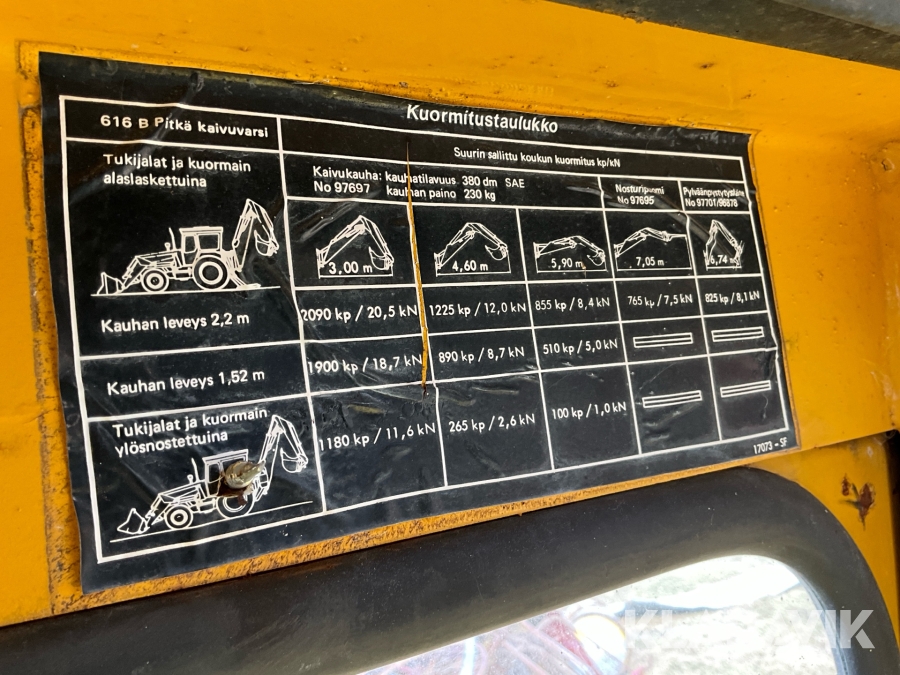 Kuormitustaulukko
616 B Pitkä kaivuvarsi
Suurin sallittu koukun kuormitus kp/kN
Tukijalat ja kuormain
alaslaskettuina
Kaivukauha: kauhatilavuus 380 dm SAE
No 97697 kauhan paino 230 kg
Nosturipuomi
No 97695
No 97701/96878
3,00 m
4,60 m
5,90 m
7,05 m
6,74 m
Kauhan leveys 2,2 m
2090 kp / 20,5 kN
1225 kp / 12,0 kN
855 kp / 8,4 kN
765 kp / 7,5 kN
825 kp / 8,1 kN
Kauhan leveys 1,52 m
1900 kp / 18,7 kN
890 kp / 8,7 kN
510 kp / 5,0 kN
Tukijalat ja kuormain
ylösnostettuina
1180 kp / 11,6 kN
265 kp / 2,6 kN
100 kp / 1,0 kN
17073 - SF